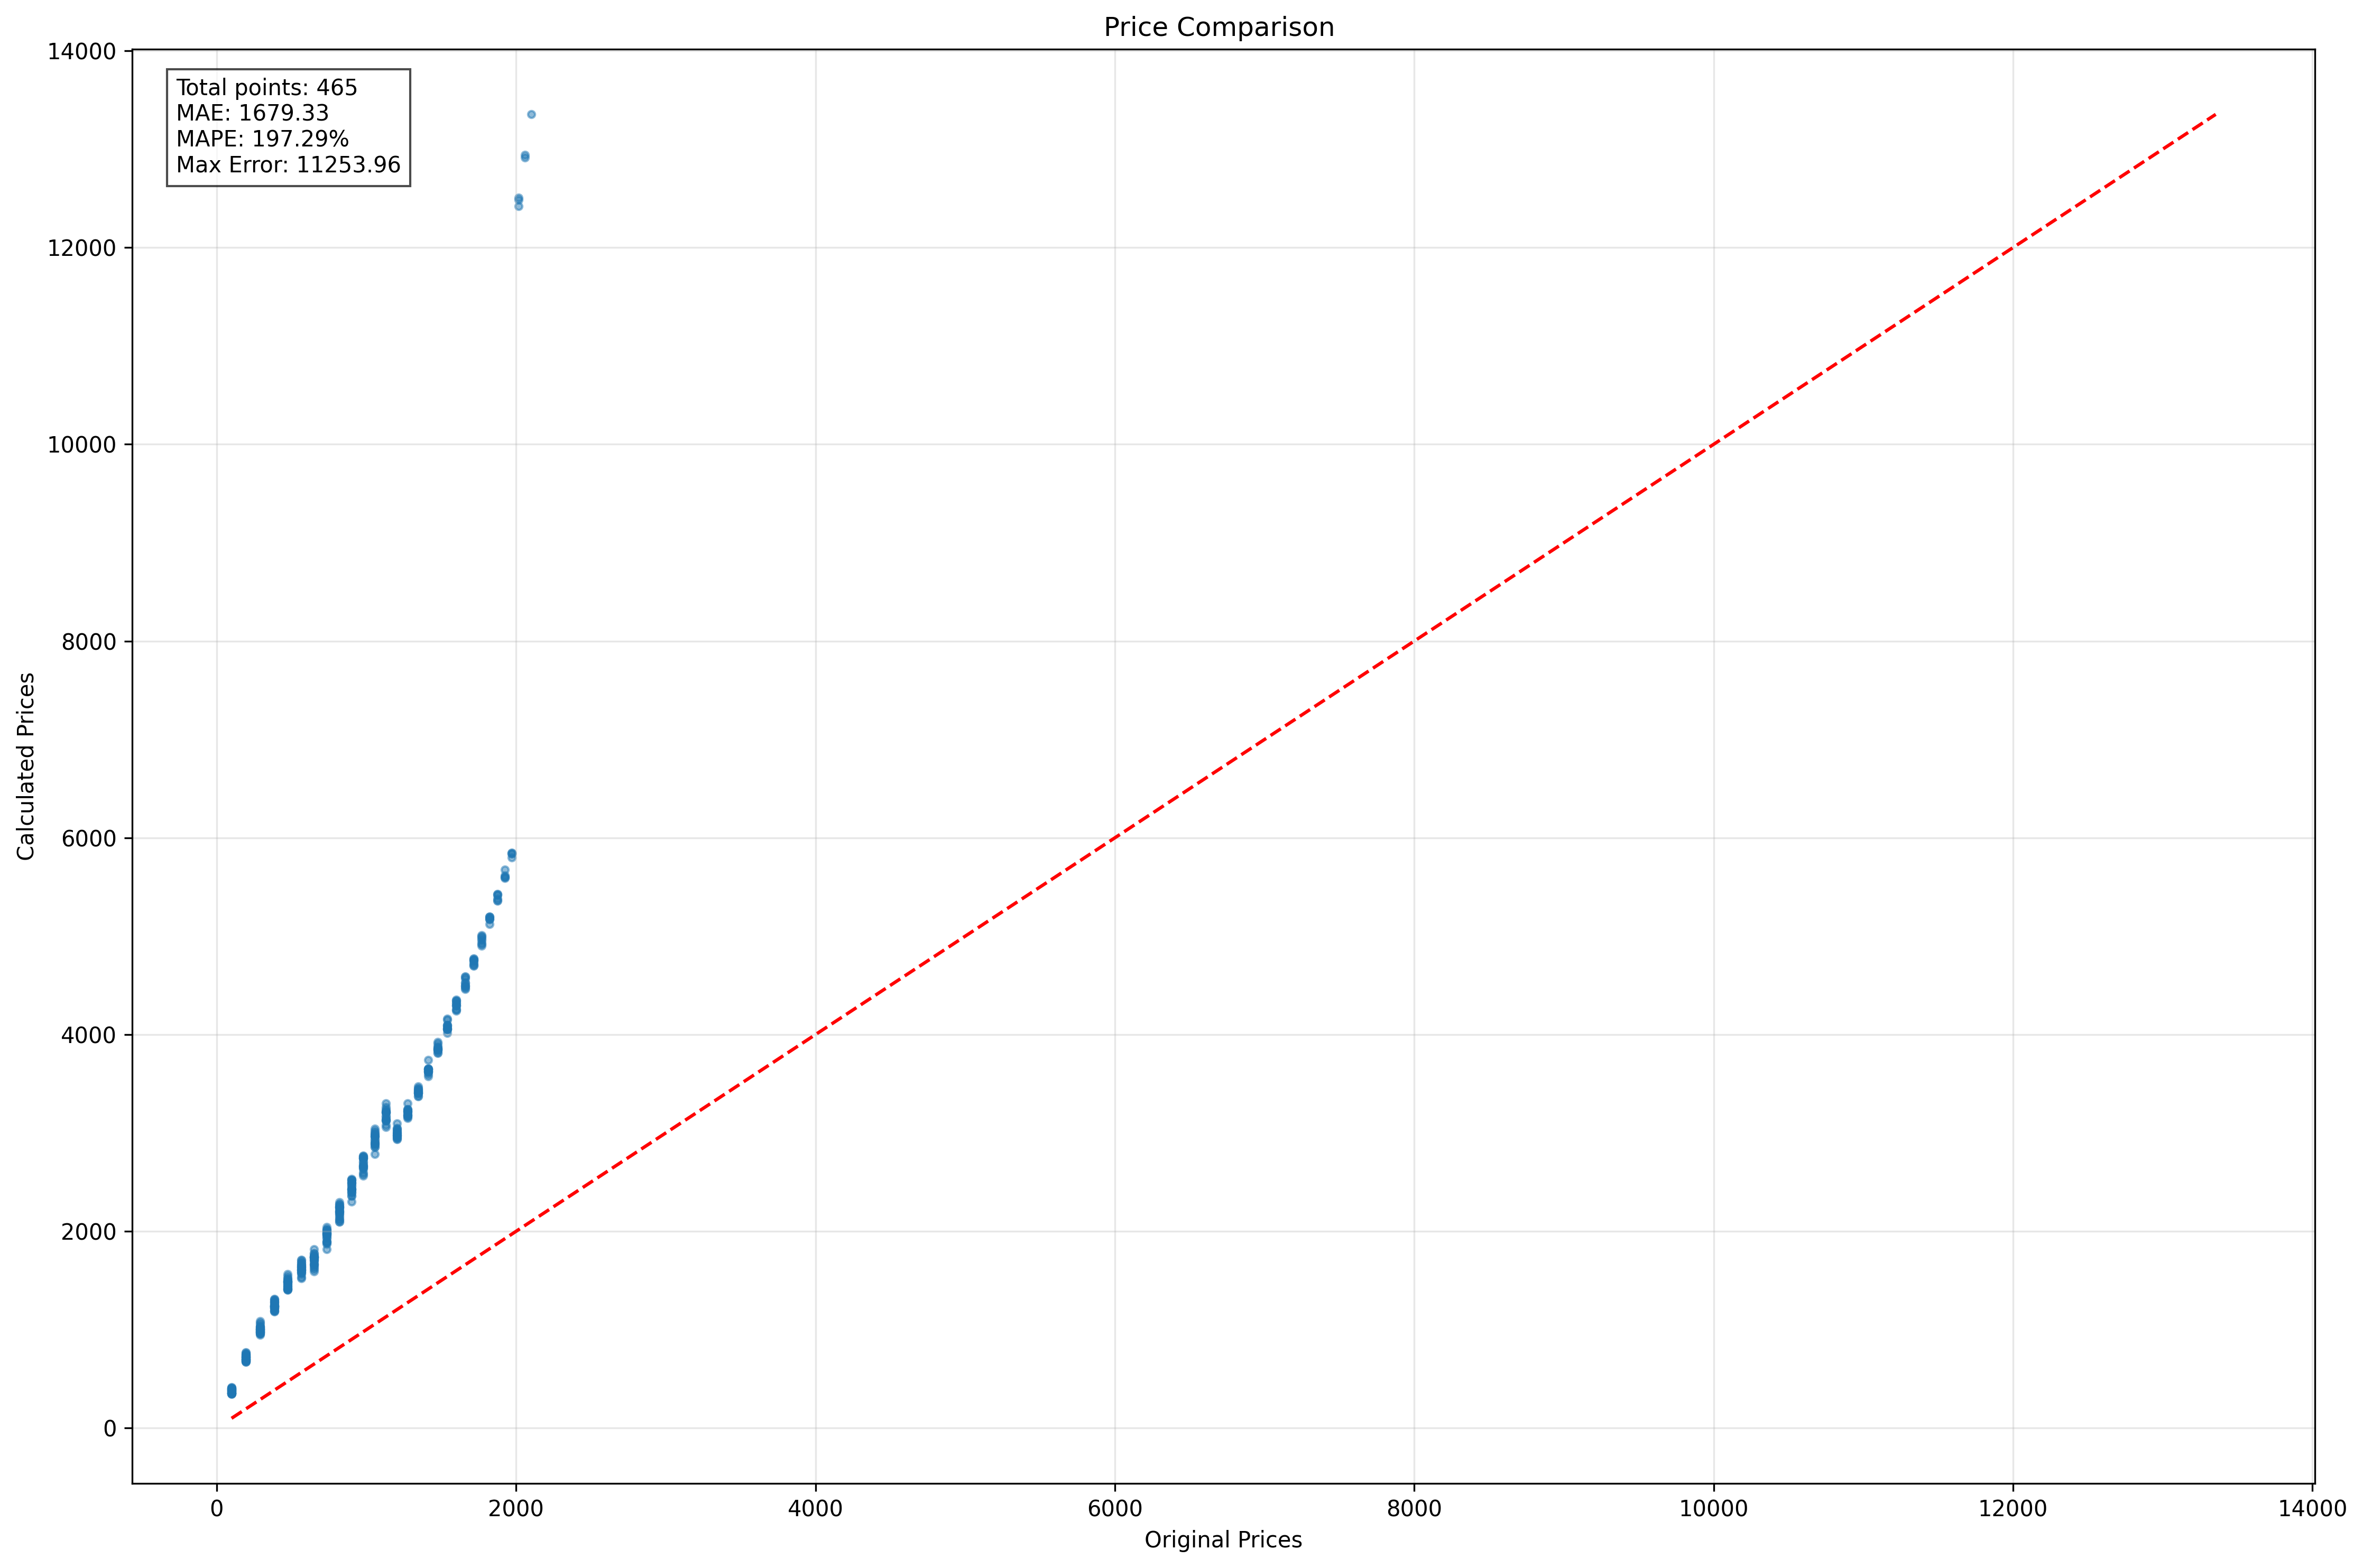 Price Comparison
Total points: 465
MAE: 1679.33
MAPE: 197.29%
Max Error: 11253.96
14000
12000
10000
8000
6000
4000
2000
0
Calculated Prices
0 2000 4000 6000 8000 10000 12000 14000
Original Prices